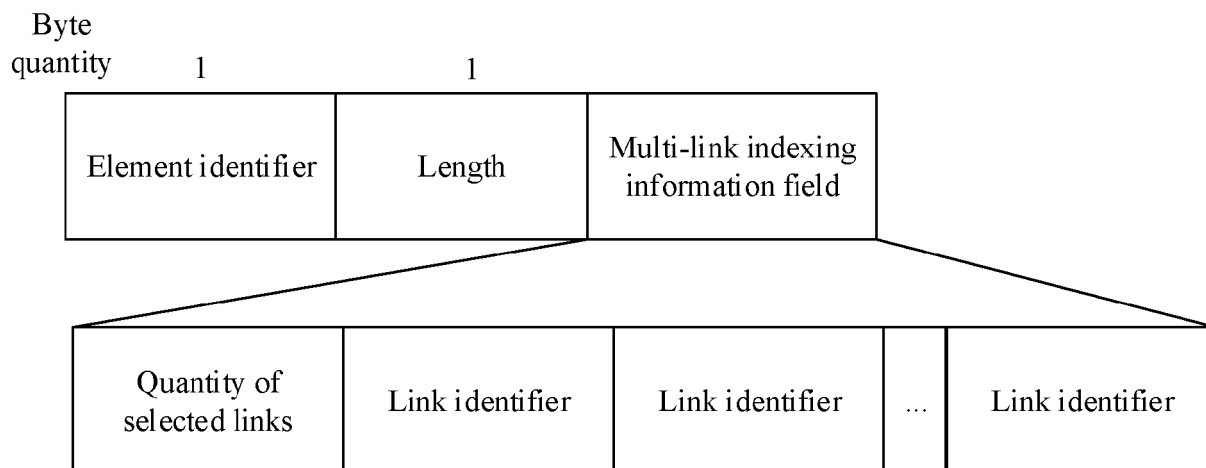 Byte
quantity
1
1
Element identifier
Length
Multi-link indexing
information field
Quantity of
selected links
Link identifier
Link identifier
...
Link identifier